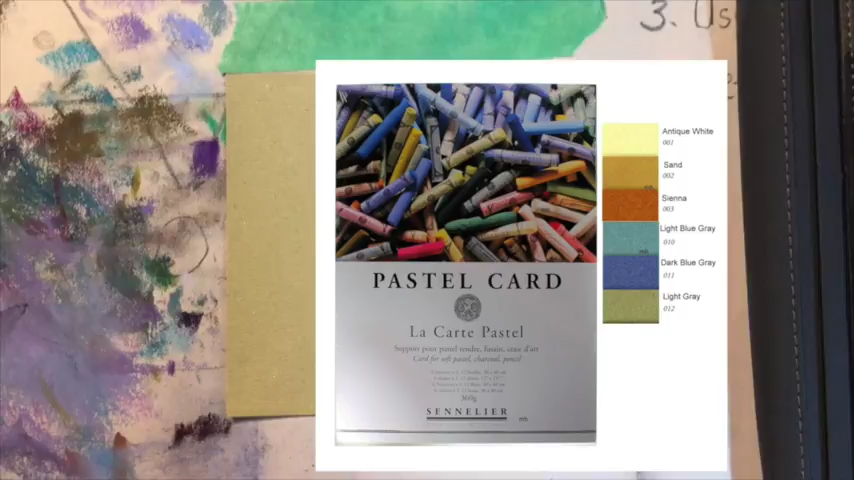 3. Us
PASTEL CARD
La Carte Pastel
Support pour pastel tendre, fusain, craie d'art
Card for soft pastel, charcoal, pencil
360g
SENNELIER
Antique White
001
Sand
002
Sienna
003
Light Blue Gray
010
Dark Blue Gray
011
Light Gray
012